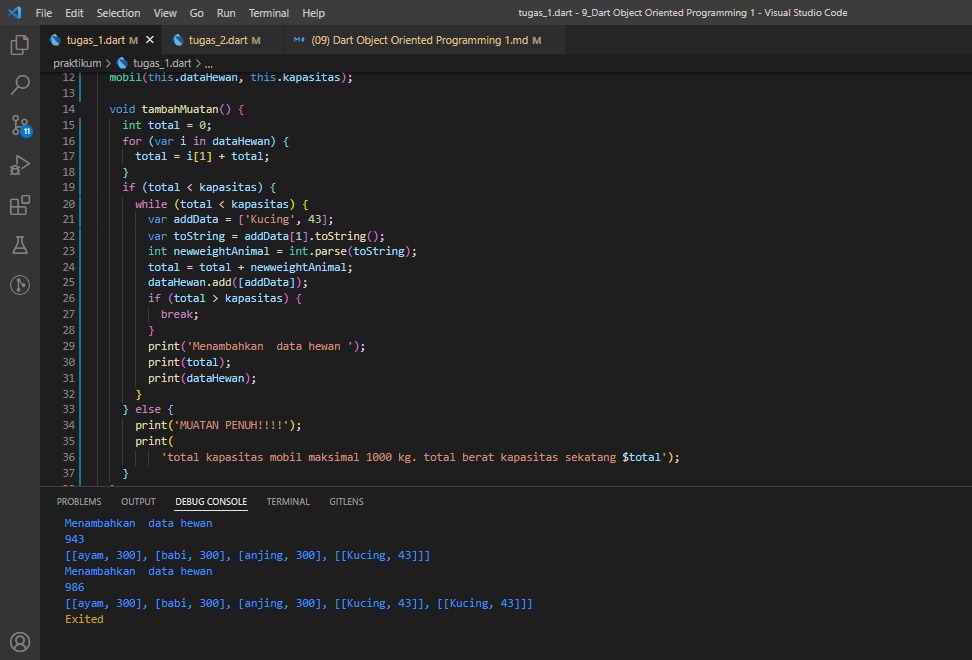 File Edit Selection View Go Run Terminal Help tugas_1.dart - 9_Dart Object Oriented Programming 1 - Visual Studio Code
tugas_1.dart M × tugas_2.dart M (09) Dart Object Oriented Programming 1.md M
praktikum > tugas_1.dart > ...
12 mobil(this.dataHewan, this.kapasitas);
13
14 void tambahMuatan() {
15 int total = 0;
16 for (var i in dataHewan) {
17 total = i[1] + total;
18 }
19 if (total < kapasitas) {
20 while (total < kapasitas) {
21 var addData = ['Kucing', 43];
22 var toString = addData[1].toString();
23 int newweightAnimal = int.parse(toString);
24 total = total + newweightAnimal;
25 dataHewan.add([addData]);
26 if (total > kapasitas) {
27 break;
28 }
29 print('Menambahkan  data hewan ');
30 print(total);
31 print(dataHewan);
32 }
33 } else {
34 print('MUATAN PENUH!!!!');
35 print(
36 'total kapasitas mobil maksimal 1000 kg. total berat kapasitas sekatang $total');
37 }
11
PROBLEMS OUTPUT DEBUG CONSOLE TERMINAL GITLENS
Menambahkan  data hewan
943
[[ayam, 300], [babi, 300], [anjing, 300], [[Kucing, 43]]]
Menambahkan  data hewan
986
[[ayam, 300], [babi, 300], [anjing, 300], [[Kucing, 43]], [[Kucing, 43]]]
Exited